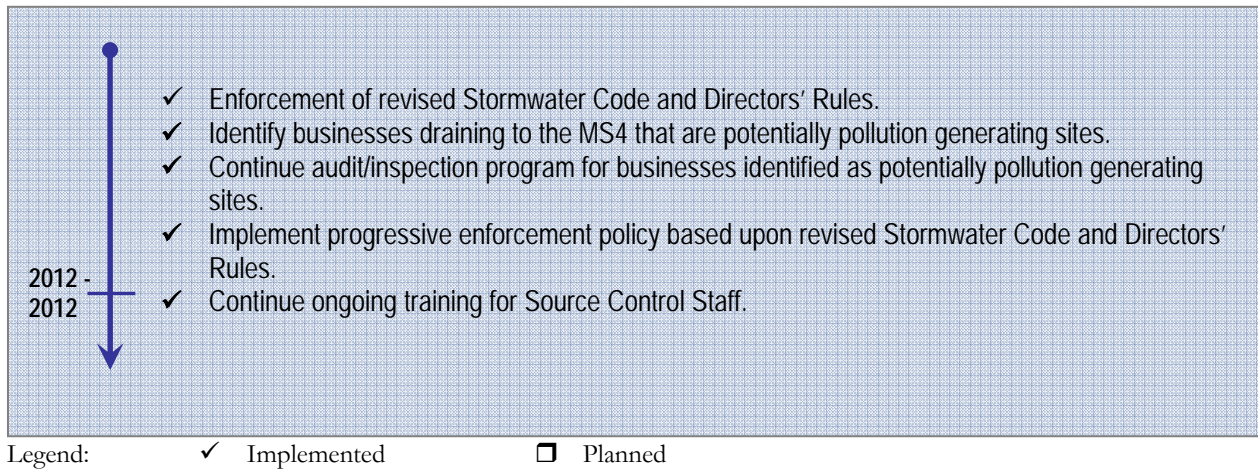 ✓ Enforcement of revised Stormwater Code and Directors' Rules.
✓ Identify businesses draining to the MS4 that are potentially pollution generating sites.
✓ Continue audit/inspection program for businesses identified as potentially pollution generating
sites.
✓ Implement progressive enforcement policy based upon revised Stormwater Code and Directors'
Rules.
2012 -
2012
✓ Continue ongoing training for Source Control Staff.
Legend: ✓ Implemented ❒ Planned